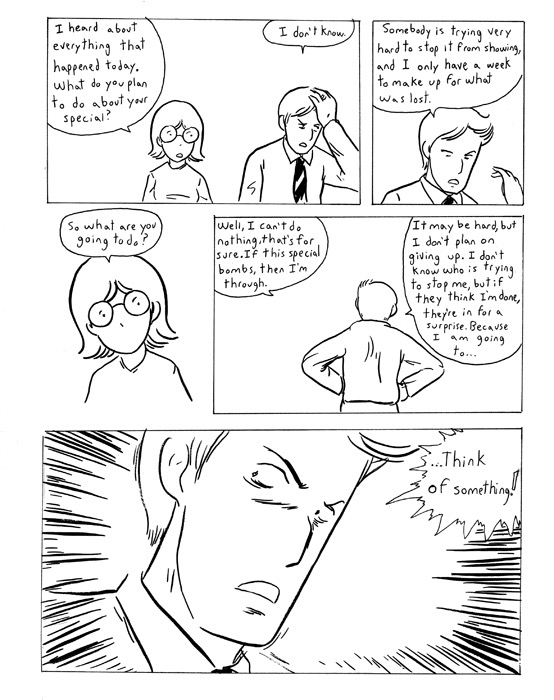 I heard about
everything that
happened today.
What do you plan
to do about your
special?
I don't know.
Somebody is trying very
hard to stop it from showing,
and I only have a week
to make up for what
was lost.
So what are you
going to do?
Well, I can't do
nothing, that's for
sure. If this special
bombs, then I'm
through.
It may be hard, but
I don't plan on
giving up. I don't
know who is trying
to stop me, but if
they think I'm done,
they're in for a
surprise. Because
I am going
to...
...Think
of something!